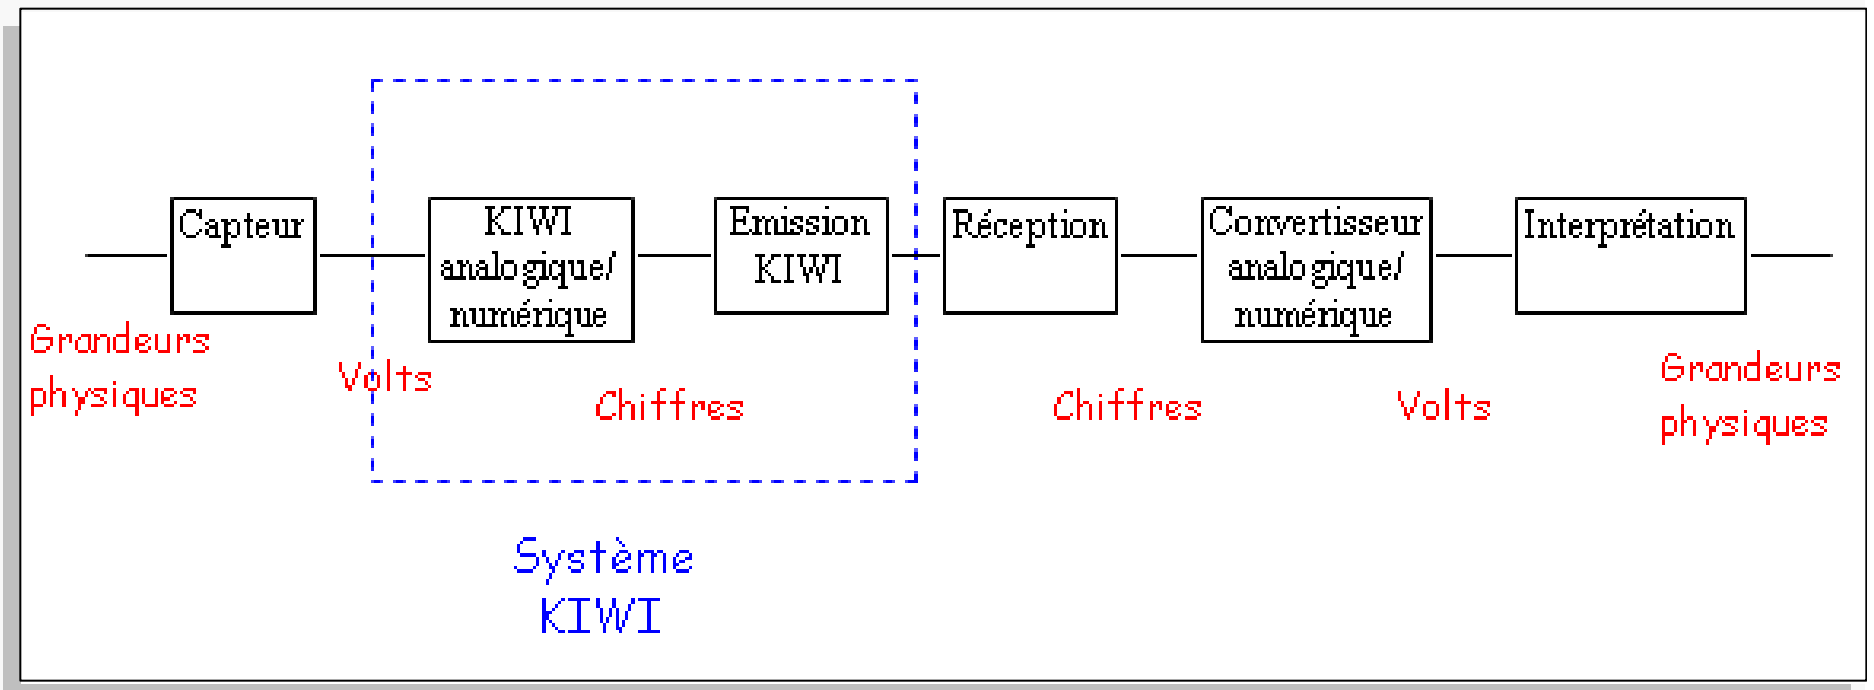 Capteur
KIWI
analogique/
numérique
Emission
KIWI
Réception
Convertisseur
analogique/
numérique
Interprétation
Grandeurs
physiques
Volts
Chiffres
Chiffres
Volts
Grandeurs
physiques
Système
KIWI